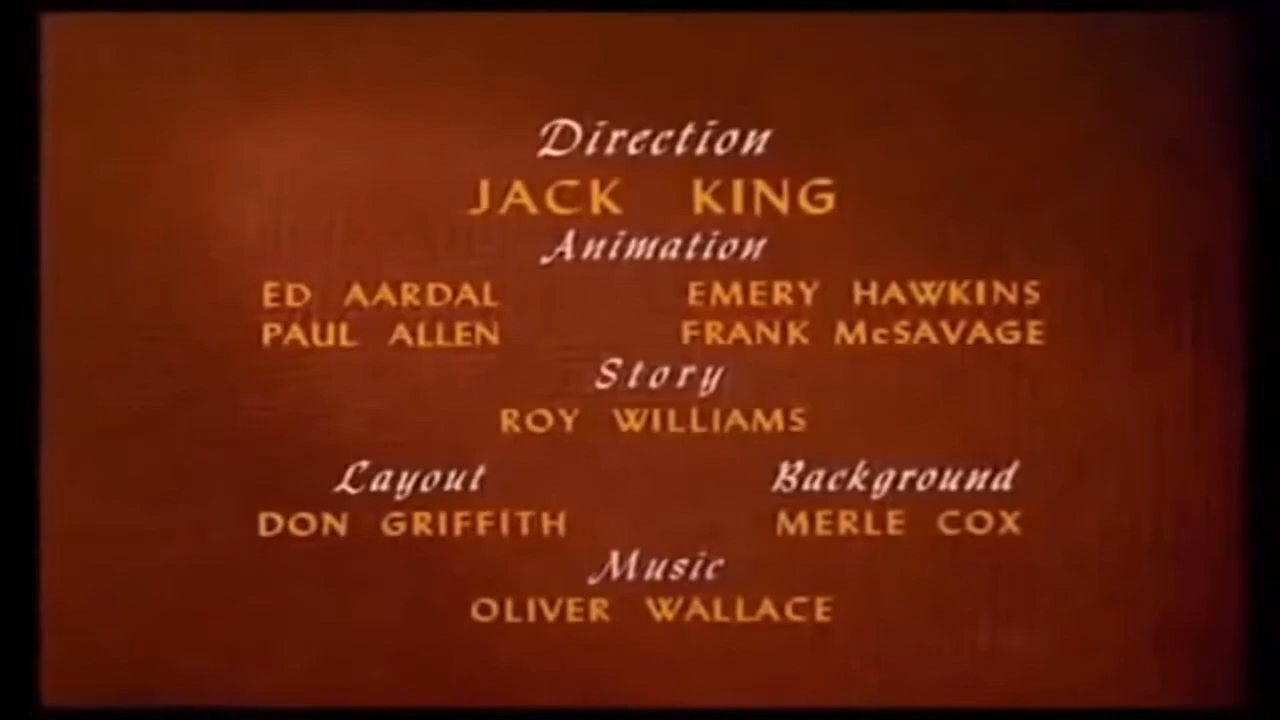 Direction
JACK KING
Animation
ED AARDAL EMERY HAWKINS
PAUL ALLEN FRANK McSAVAGE
Story
ROY WILLIAMS
Layout Background
DON GRIFFITH MERLE COX
Music
OLIVER WALLACE